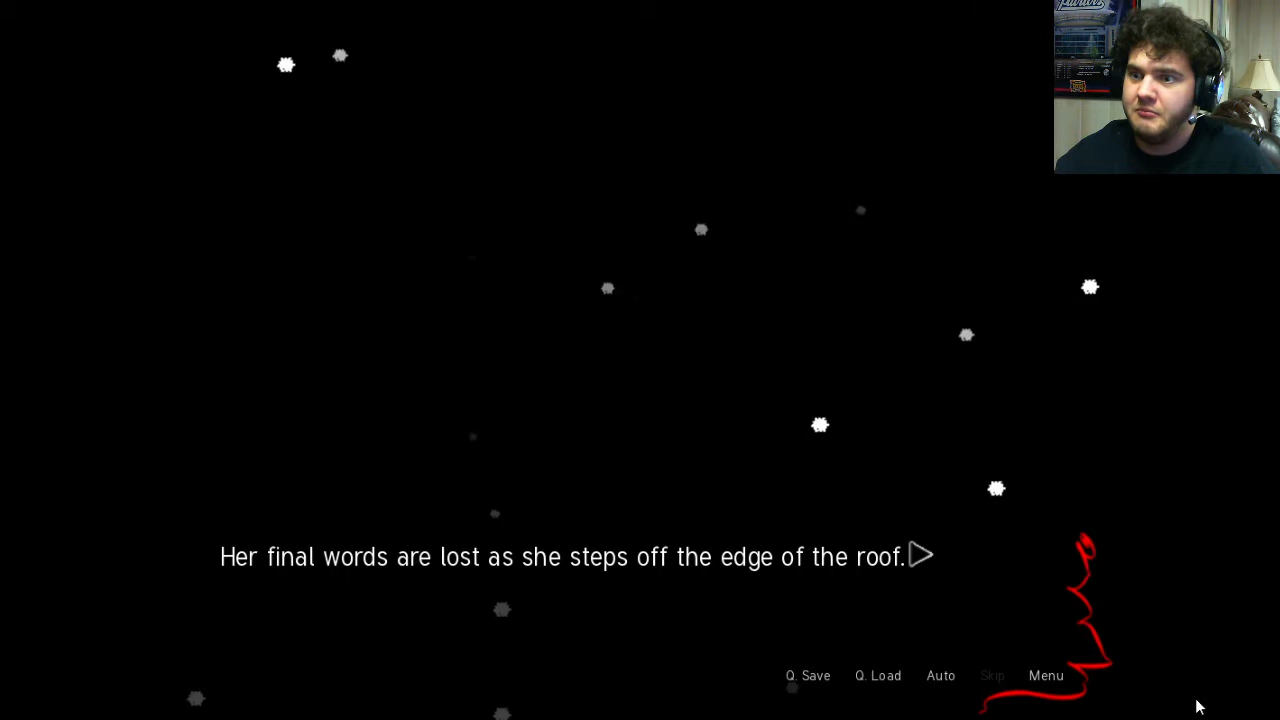 Patriots
Her final words are lost as she steps off the edge of the roof.
Q. Save Q. Load Auto Skip Menu